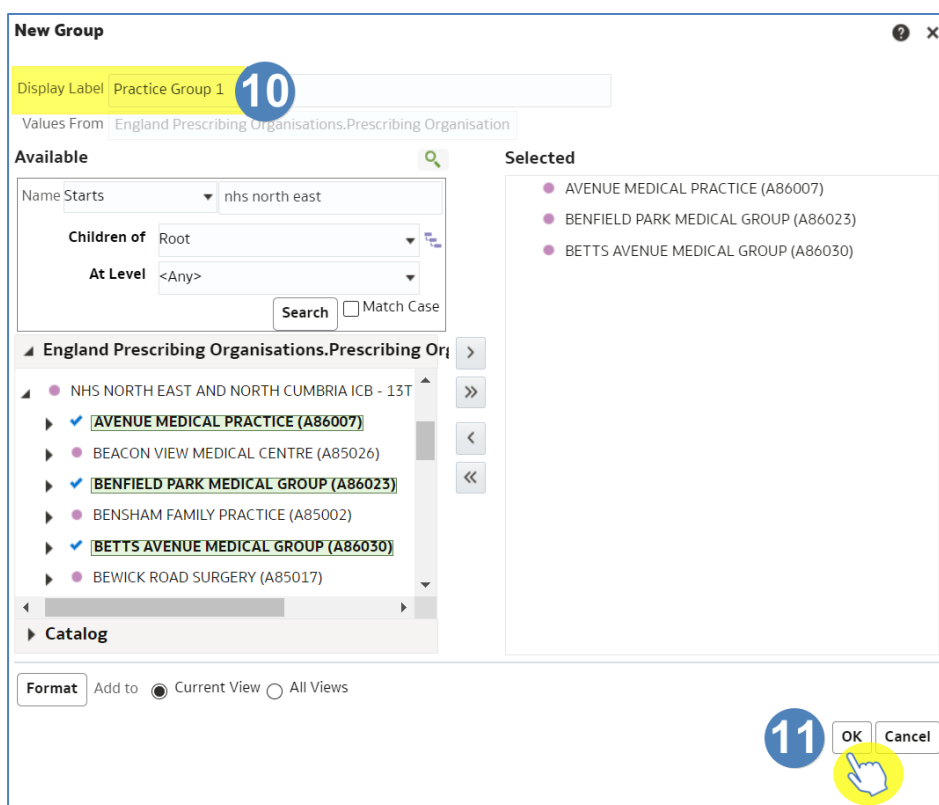 New Group
Display Label Practice Group 1 10
Values From England Prescribing Organisations.Prescribing Organisation
Available
Name Starts nhs north east
Children of Root
At Level <Any>
Search Match Case
England Prescribing Organisations.Prescribing Org
NHS NORTH EAST AND NORTH CUMBRIA ICB - 13T
AVENUE MEDICAL PRACTICE (A86007)
BEACON VIEW MEDICAL CENTRE (A85026)
BENFIELD PARK MEDICAL GROUP (A86023)
BENSHAM FAMILY PRACTICE (A85002)
BETTS AVENUE MEDICAL GROUP (A86030)
BEWICK ROAD SURGERY (A85017)
Catalog
Selected
AVENUE MEDICAL PRACTICE (A86007)
BENFIELD PARK MEDICAL GROUP (A86023)
BETTS AVENUE MEDICAL GROUP (A86030)
Format Add to Current View All Views
11 OK Cancel